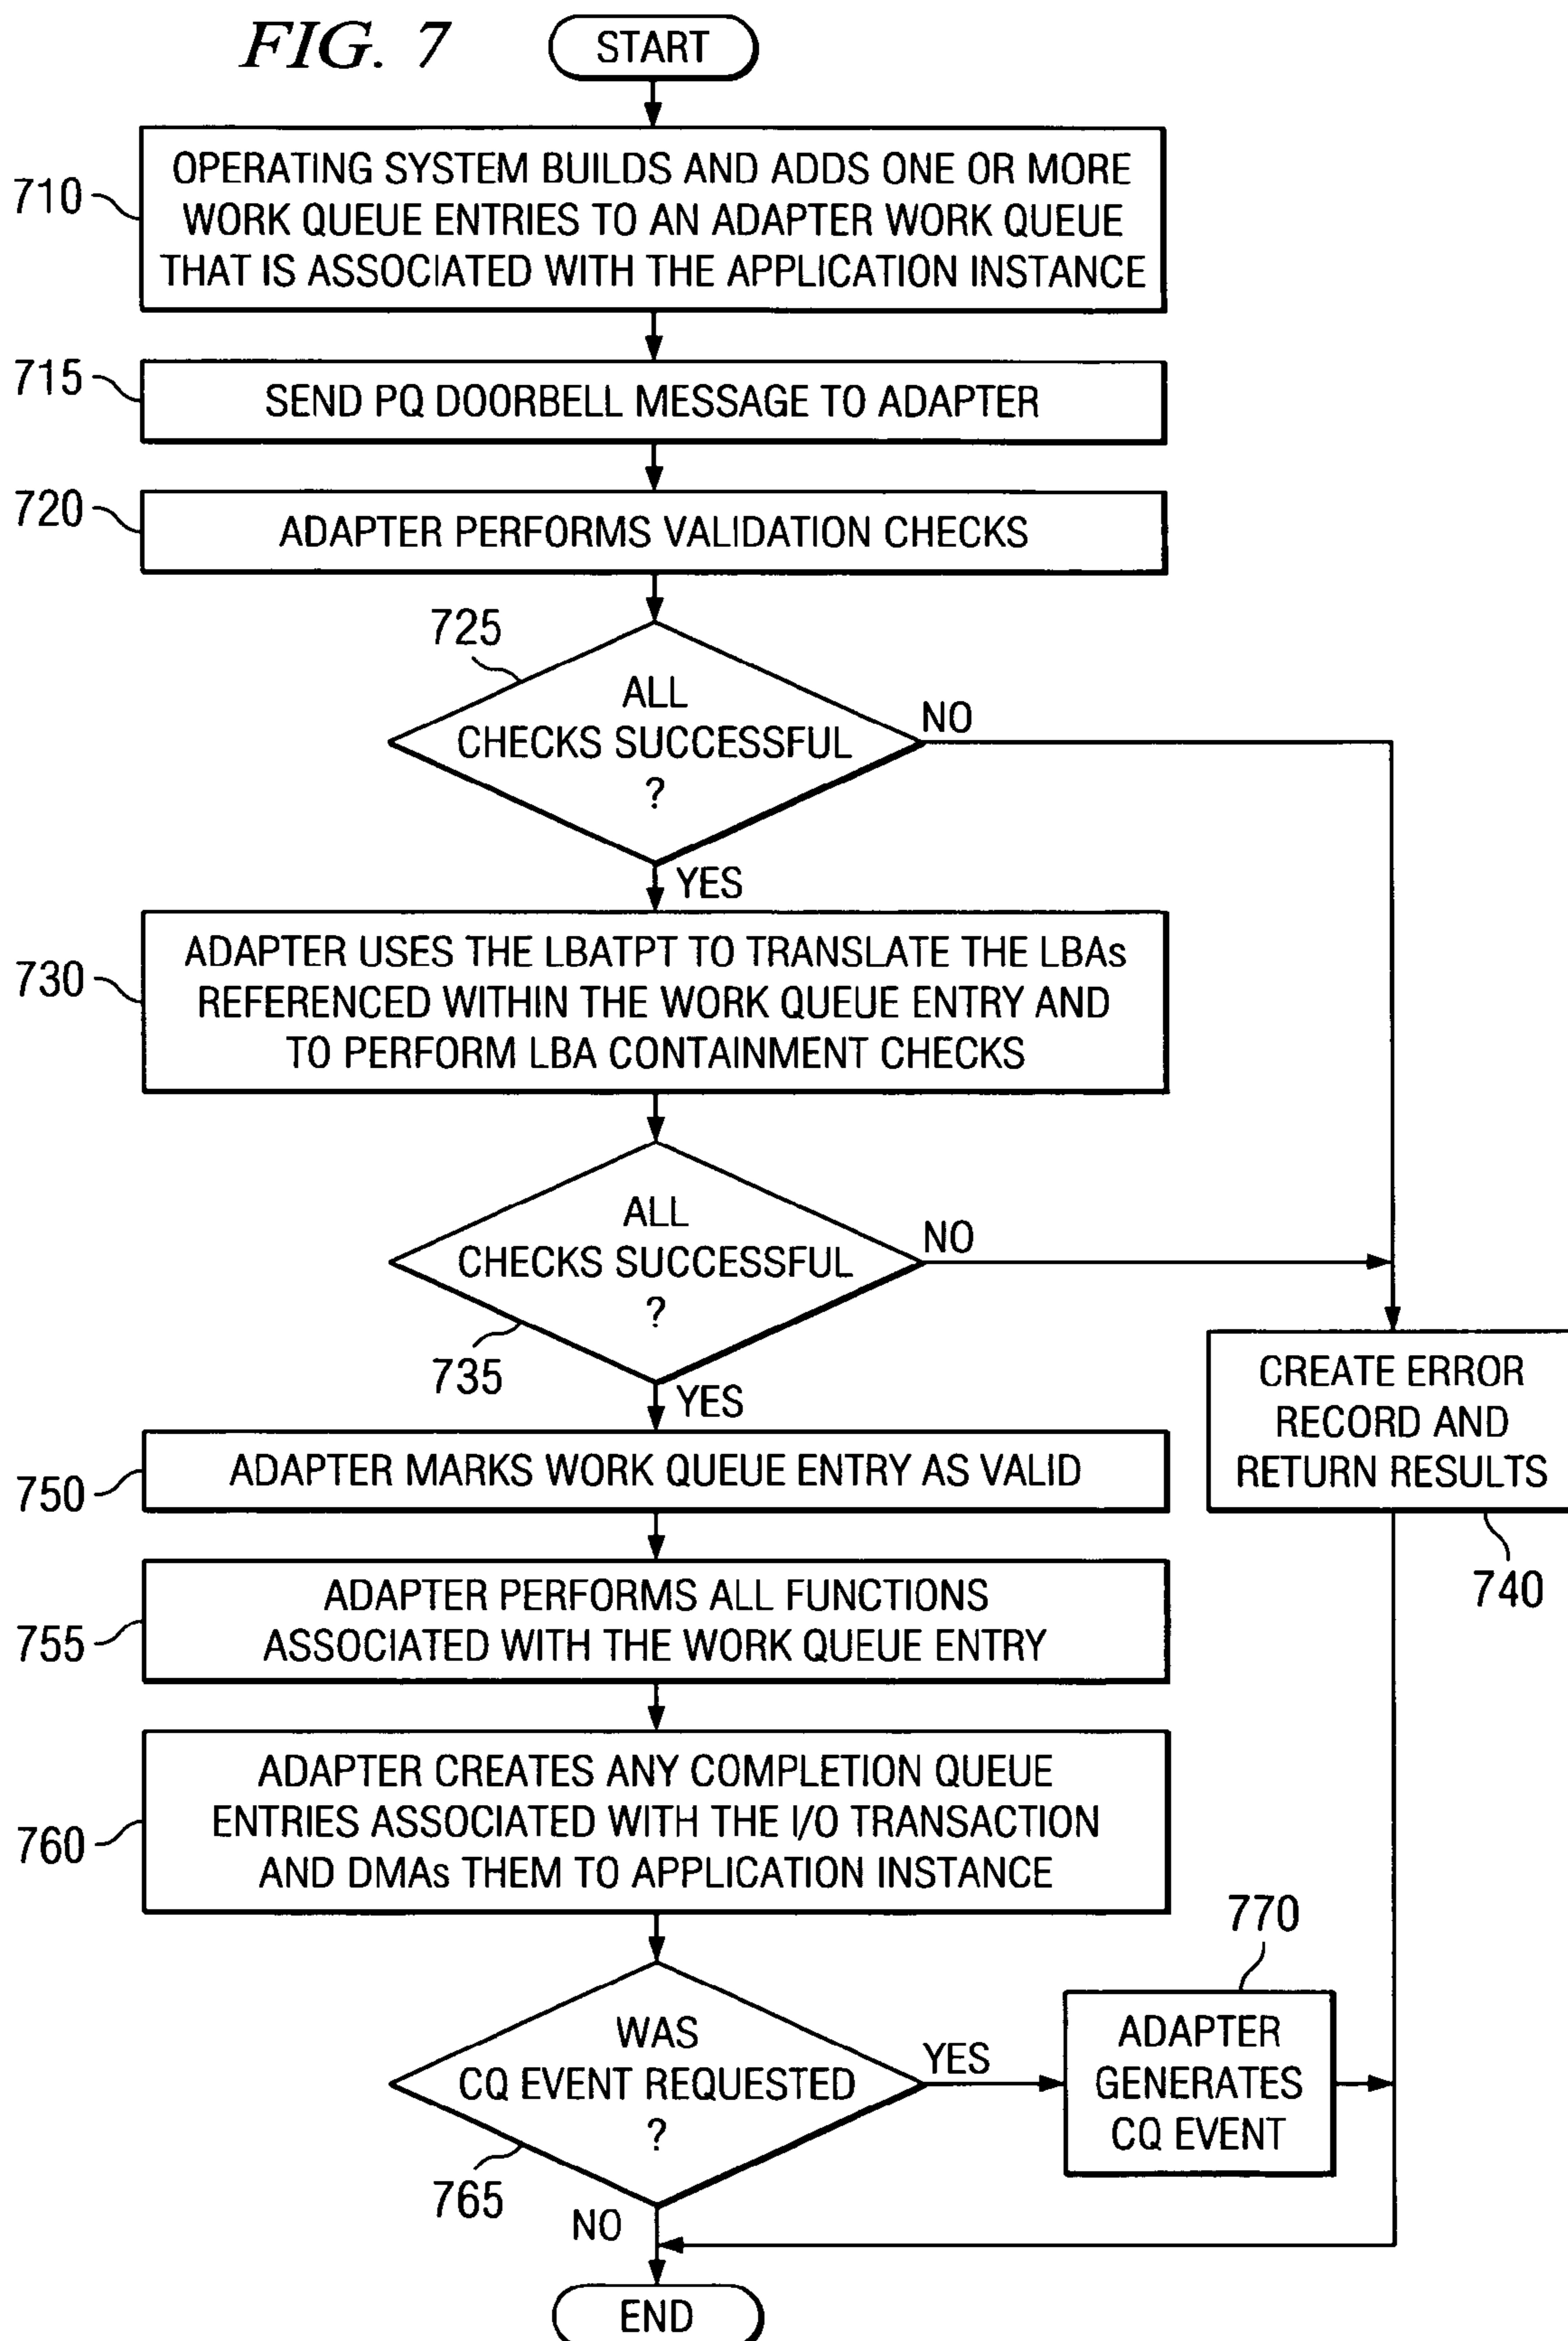 FIG. 7
START
710
OPERATING SYSTEM BUILDS AND ADDS ONE OR MORE
WORK QUEUE ENTRIES TO AN ADAPTER WORK QUEUE
THAT IS ASSOCIATED WITH THE APPLICATION INSTANCE
715
SEND PQ DOORBELL MESSAGE TO ADAPTER
720
ADAPTER PERFORMS VALIDATION CHECKS
725
ALL
CHECKS SUCCESSFUL
?
NO
YES
730
ADAPTER USES THE LBATPT TO TRANSLATE THE LBAs
REFERENCED WITHIN THE WORK QUEUE ENTRY AND
TO PERFORM LBA CONTAINMENT CHECKS
ALL
CHECKS SUCCESSFUL
?
NO
735
YES
CREATE ERROR
RECORD AND
RETURN RESULTS
740
750
ADAPTER MARKS WORK QUEUE ENTRY AS VALID
755
ADAPTER PERFORMS ALL FUNCTIONS
ASSOCIATED WITH THE WORK QUEUE ENTRY
760
ADAPTER CREATES ANY COMPLETION QUEUE
ENTRIES ASSOCIATED WITH THE I/O TRANSACTION
AND DMAs THEM TO APPLICATION INSTANCE
770
WAS
CQ EVENT REQUESTED
?
YES
ADAPTER
GENERATES
CQ EVENT
765
NO
END